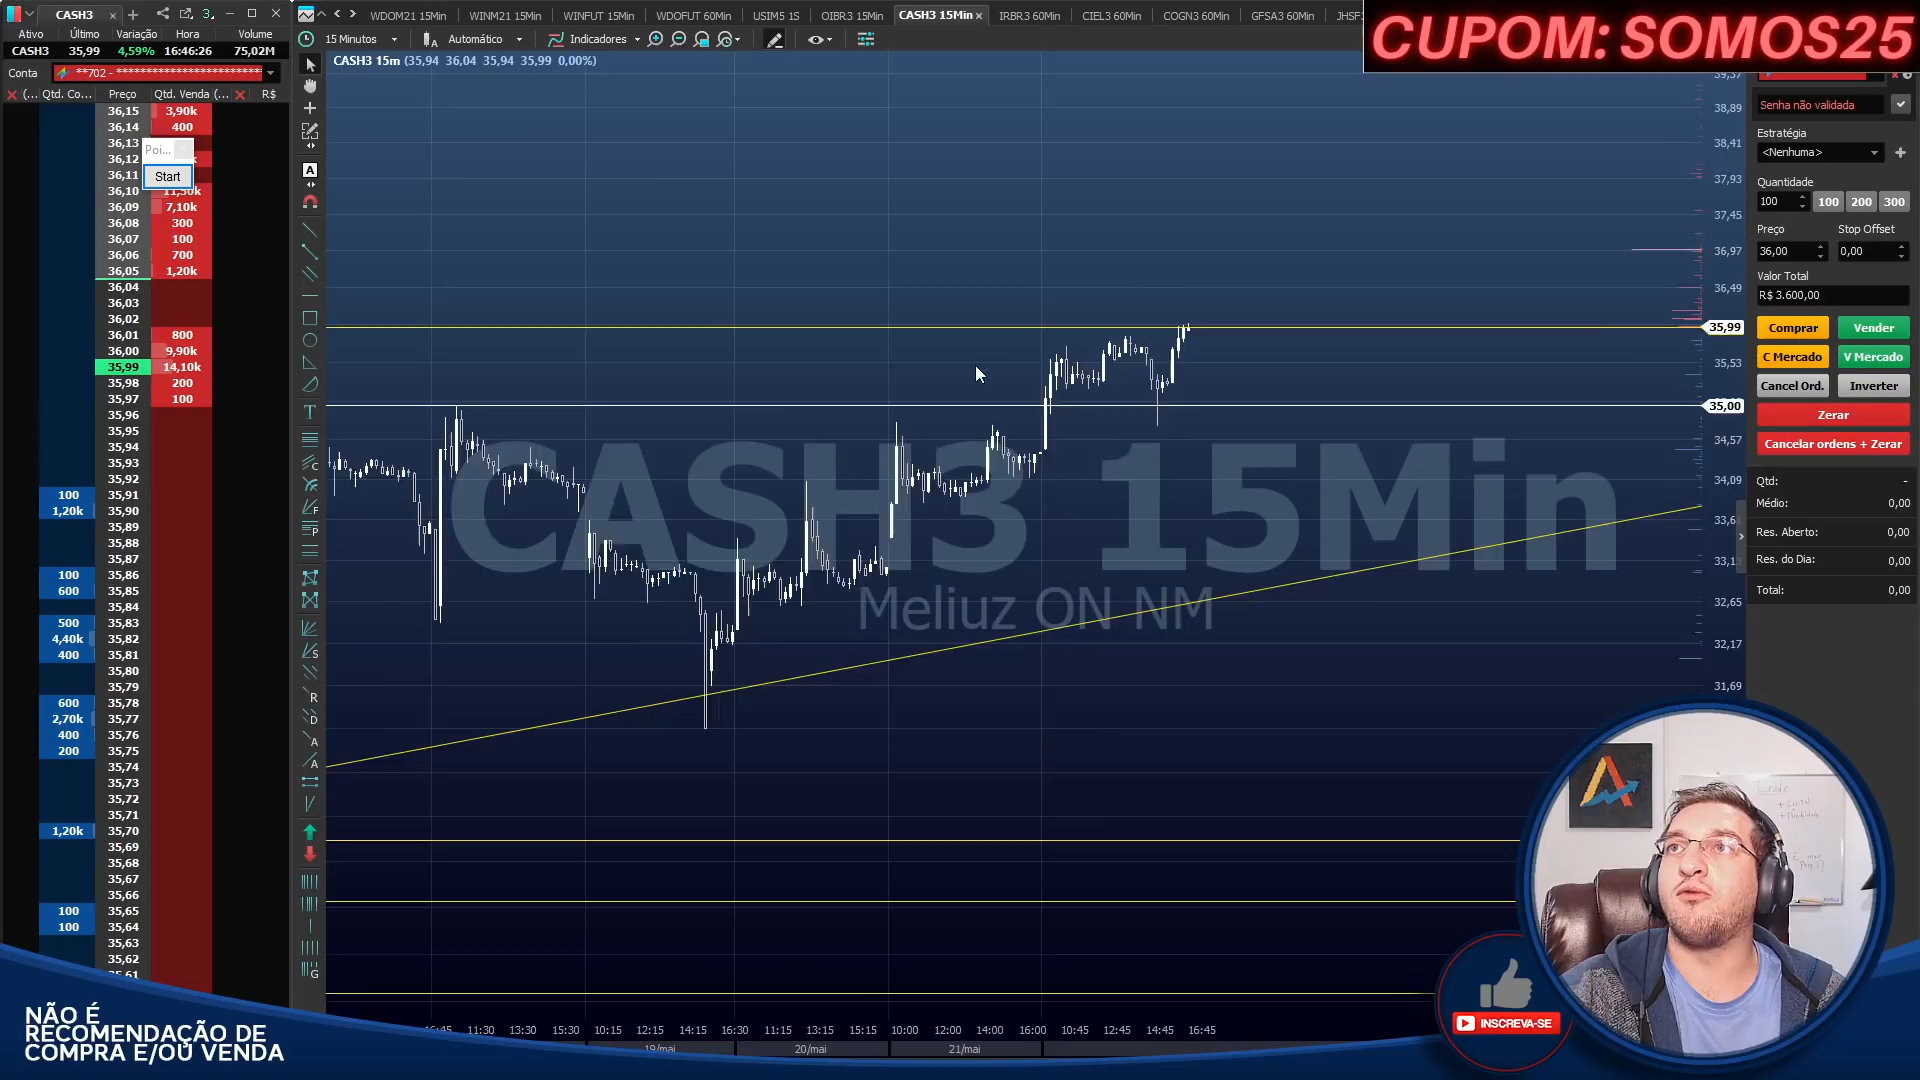 CASH3
Ativo Último Variação Hora Volume
CASH3 35,99 4,59% 16:46:26 75,02M
Conta **702 - **************************
(... Qtd. Co... Preço Qtd. Venda (... R$
36,15 3,90k
36,14 400
36,13
36,12
36,11
36,10 11,50k
36,09 7,10k
36,08 300
36,07 100
36,06 700
36,05 1,20k
36,04
36,03
36,02
36,01 800
36,00 9,90k
35,99 14,10k
35,98 200
35,97 100
35,96
35,95
35,94
35,93
35,92
100 35,91
1,20k 35,90
35,89
35,88
35,87
100 35,86
600 35,85
35,84
500 35,83
4,40k 35,82
400 35,81
35,80
35,79
600 35,78
2,70k 35,77
400 35,76
200 35,75
35,74
35,73
35,72
35,71
1,20k 35,70
35,69
35,68
35,67
35,66
100 35,65
100 35,64
35,63
35,62
35,61
Poi...
Start
WDOM21 15Min WINM21 15Min WINFUT 15Min WDOFUT 60Min USIM5 1S OIBR3 15Min CASH3 15Min IRBR3 60Min CIEL3 60Min COGN3 60Min GFSA3 60Min JHSF
15 Minutos Automático Indicadores
CASH3 15m (35,94 36,04 35,94 35,99 0,00%)
CASH3 15Min
Meliuz ON NM
39,37
38,89
38,41
37,93
37,45
36,97
36,49
35,99
35,53
35,00
34,57
34,09
33,6
33,13
32,65
32,17
31,69
11:30 13:30 15:30 10:15 12:15 14:15 16:30 11:15 13:15 15:15 10:00 12:00 14:00 16:00 10:45 12:45 14:45 16:45
19/mai 20/mai 21/mai
CUPOM: SOMOS25
Senha não validada
Estratégia
<Nenhuma>
Quantidade
100 100 200 300
Preço Stop Offset
36,00 0,00
Valor Total
R$ 3.600,00
Comprar Vender
C Mercado V Mercado
Cancel Ord. Inverter
Zerar
Cancelar ordens + Zerar
Qtd: -
Médio: 0,00
Res. Aberto: 0,00
Res. do Dia: 0,00
Total: 0,00
INSCREVA-SE
NÃO É
RECOMENDAÇÃO DE
COMPRA E/OU VENDA